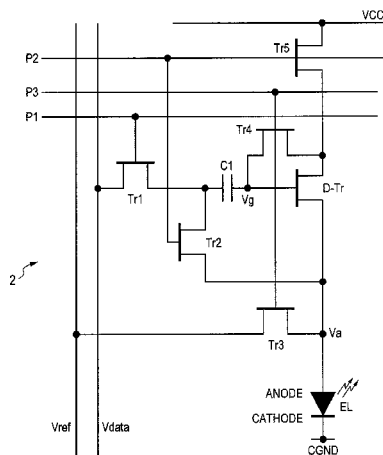 VCC
Tr5
P2
P3
P1
Tr4
C1
Vg
D-Tr
Tr1
Tr2
2
Tr3
Va
ANODE
EL
CATHODE
Vref
Vdata
CGND